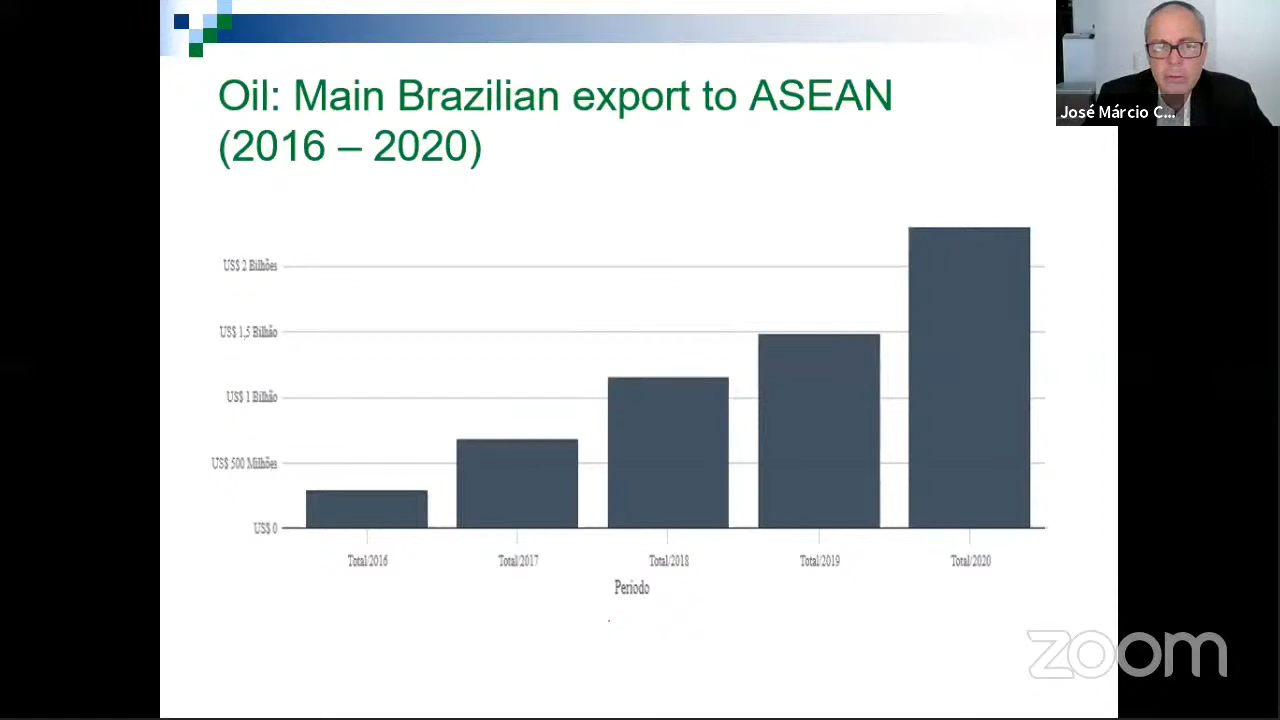 Oil: Main Brazilian export to ASEAN
(2016 – 2020)
José Márcio C...
US$ 2 Bilhões
US$ 1,5 Bilhão
US$ 1 Bilhão
US$ 500 Milhões
US$ 0
Total/2016 Total/2017 Total/2018 Total/2019 Total/2020
Período
zoom